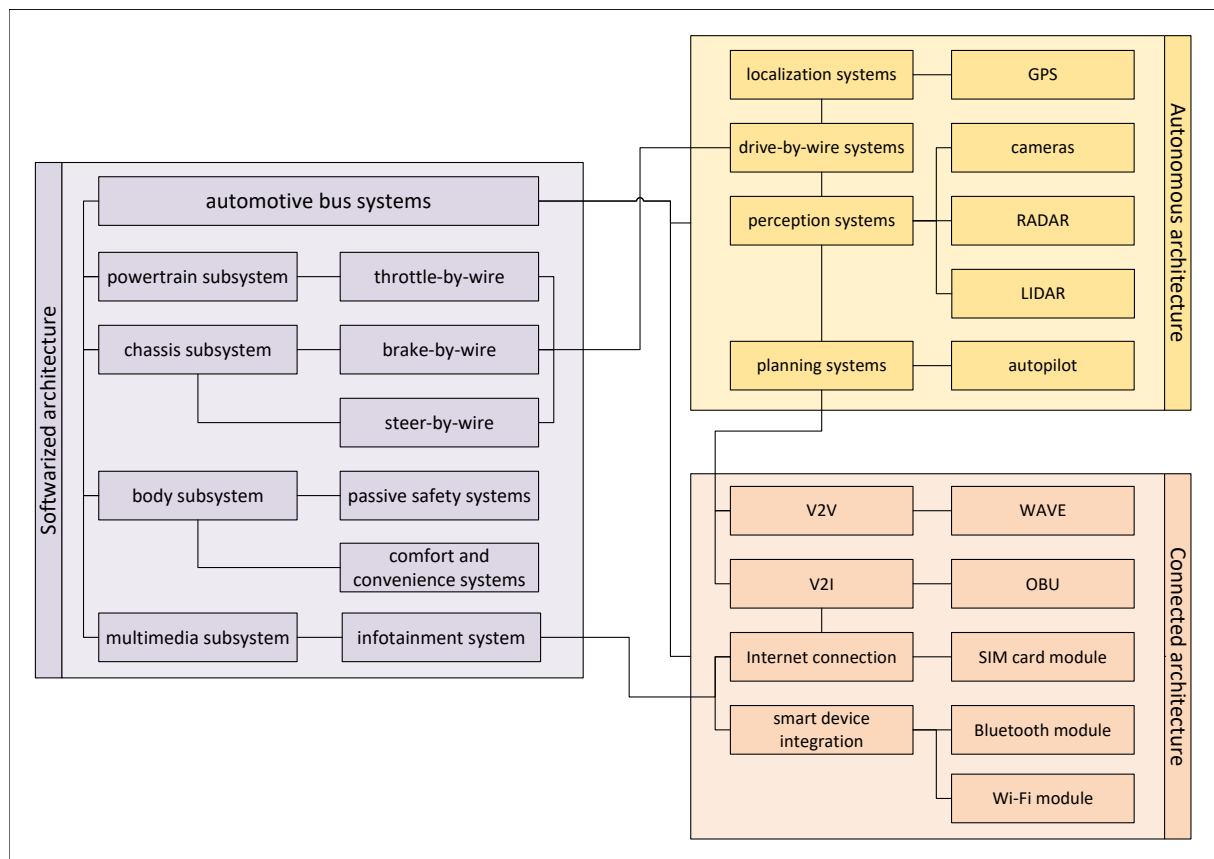 Softwarized architecture
automotive bus systems
powertrain subsystem
throttle-by-wire
chassis subsystem
brake-by-wire
steer-by-wire
body subsystem
passive safety systems
comfort and
convenience systems
multimedia subsystem
infotainment system
Autonomous architecture
localization systems
GPS
drive-by-wire systems
cameras
perception systems
RADAR
LIDAR
planning systems
autopilot
Connected architecture
V2V
WAVE
V2I
OBU
Internet connection
SIM card module
smart device
integration
Bluetooth module
Wi-Fi module